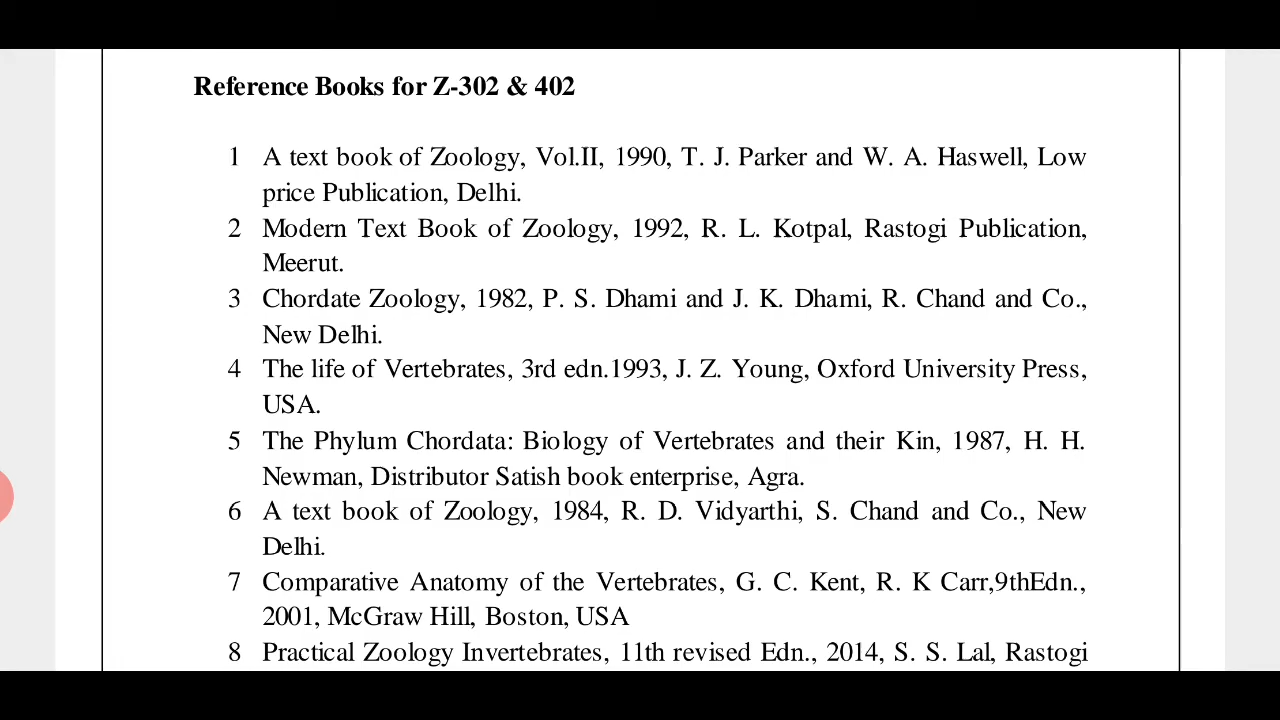 Reference Books for Z-302 & 402
1 A text book of Zoology, Vol.II, 1990, T. J. Parker and W. A. Haswell, Low
price Publication, Delhi.
2 Modern Text Book of Zoology, 1992, R. L. Kotpal, Rastogi Publication,
Meerut.
3 Chordate Zoology, 1982, P. S. Dhami and J. K. Dhami, R. Chand and Co.,
New Delhi.
4 The life of Vertebrates, 3rd edn.1993, J. Z. Young, Oxford University Press,
USA.
5 The Phylum Chordata: Biology of Vertebrates and their Kin, 1987, H. H.
Newman, Distributor Satish book enterprise, Agra.
6 A text book of Zoology, 1984, R. D. Vidyarthi, S. Chand and Co., New
Delhi.
7 Comparative Anatomy of the Vertebrates, G. C. Kent, R. K Carr,9thEdn.,
2001, McGraw Hill, Boston, USA
8 Practical Zoology Invertebrates, 11th revised Edn., 2014, S. S. Lal, Rastogi